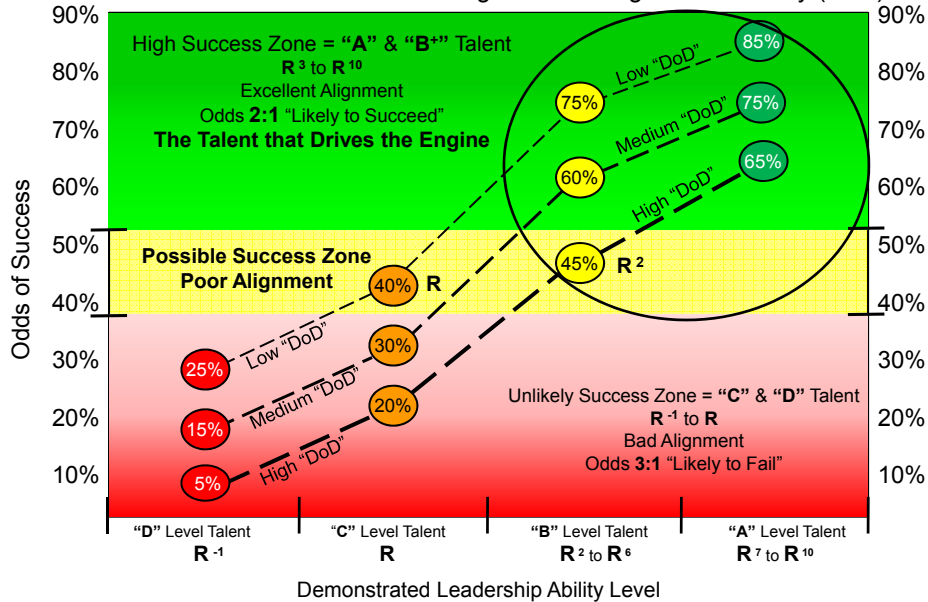 90%
80%
70%
60%
50%
40%
30%
20%
10%
90%
80%
70%
60%
50%
40%
30%
20%
10%
Odds of Success
High Success Zone = “A” & “B+” Talent
R 3 to R 10
Excellent Alignment
Odds 2:1 “Likely to Succeed”
The Talent that Drives the Engine
Possible Success Zone
Poor Alignment
Unlikely Success Zone = “C” & “D” Talent
R -1 to R
Bad Alignment
Odds 3:1 “Likely to Fail”
Low “DoD”
Medium “DoD”
High “DoD”
85%
75%
65%
75%
60%
45%
R 2
40%
R
30%
20%
25%
15%
5%
Low “DoD”
Medium “DoD”
High “DoD”
“D” Level Talent
R -1
“C” Level Talent
R
“B” Level Talent
R 2 to R 6
“A” Level Talent
R 7 to R 10
Demonstrated Leadership Ability Level